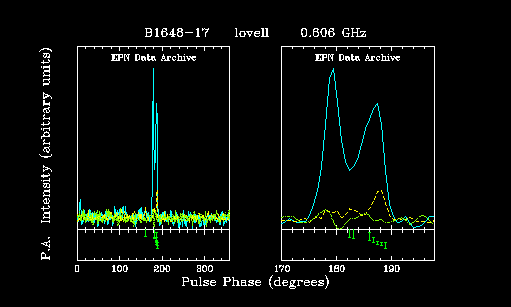 B1648-17 lovell 0.606 GHz
EPN Data Archive EPN Data Archive
P.A. Intensity (arbitrary units)
0 100 200 300 170 180 190
Pulse Phase (degrees)